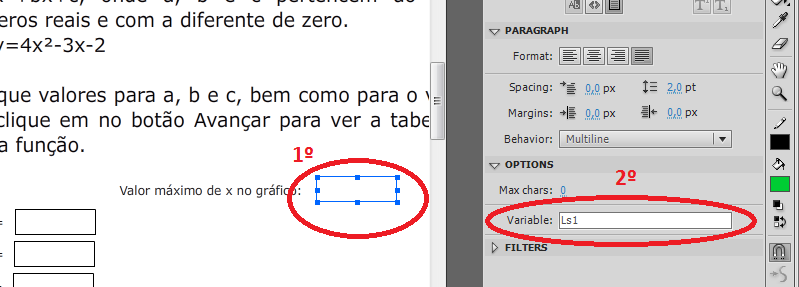 eros reais e com a diferente de zero.
y=4x²-3x-2
que valores para a, b e c, bem como para o v
clique em no botão Avançar para ver a tabe
a função.
1º
Valor máximo de x no gráfico:
=
=
PARAGRAPH
Format:
Spacing: 0,0 px 2,0 pt
Margins: 0,0 px 0,0 px
Behavior: Multiline
OPTIONS
Max chars: 0
2º
Variable: Ls1
FILTERS